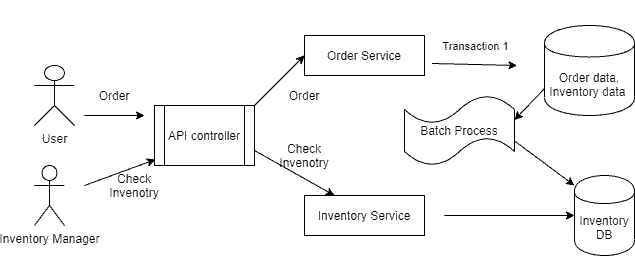 Order Service
Transaction 1
Order data,
Inventory data
Order
User
API controller
Order
Batch Process
Check
Invenotry
Check
Invenotry
Inventory Manager
Inventory Service
Inventory
DB